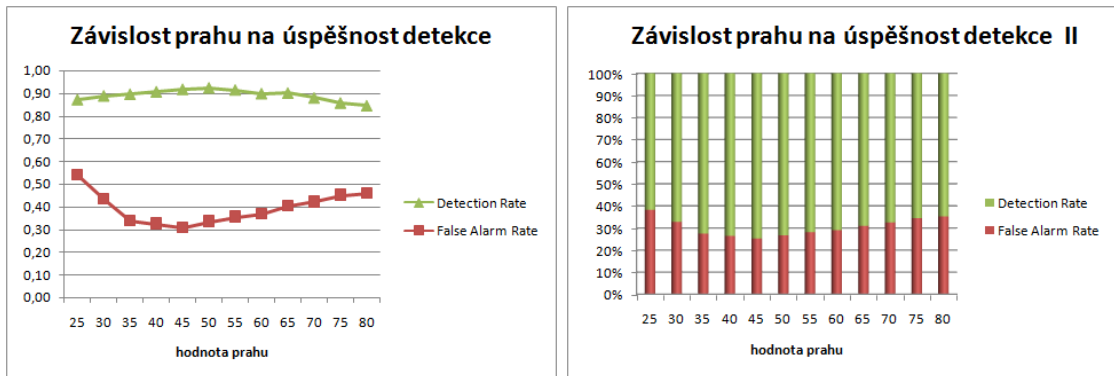 Závislost prahu na úspěšnost detekce
1,00
0,90
0,80
0,70
0,60
0,50
0,40
0,30
0,20
0,10
0,00
25 30 35 40 45 50 55 60 65 70 75 80
hodnota prahu
Detection Rate
False Alarm Rate
Závislost prahu na úspěšnost detekce II
100%
90%
80%
70%
60%
50%
40%
30%
20%
10%
0%
25 30 35 40 45 50 55 60 65 70 75 80
hodnota prahu
Detection Rate
False Alarm Rate